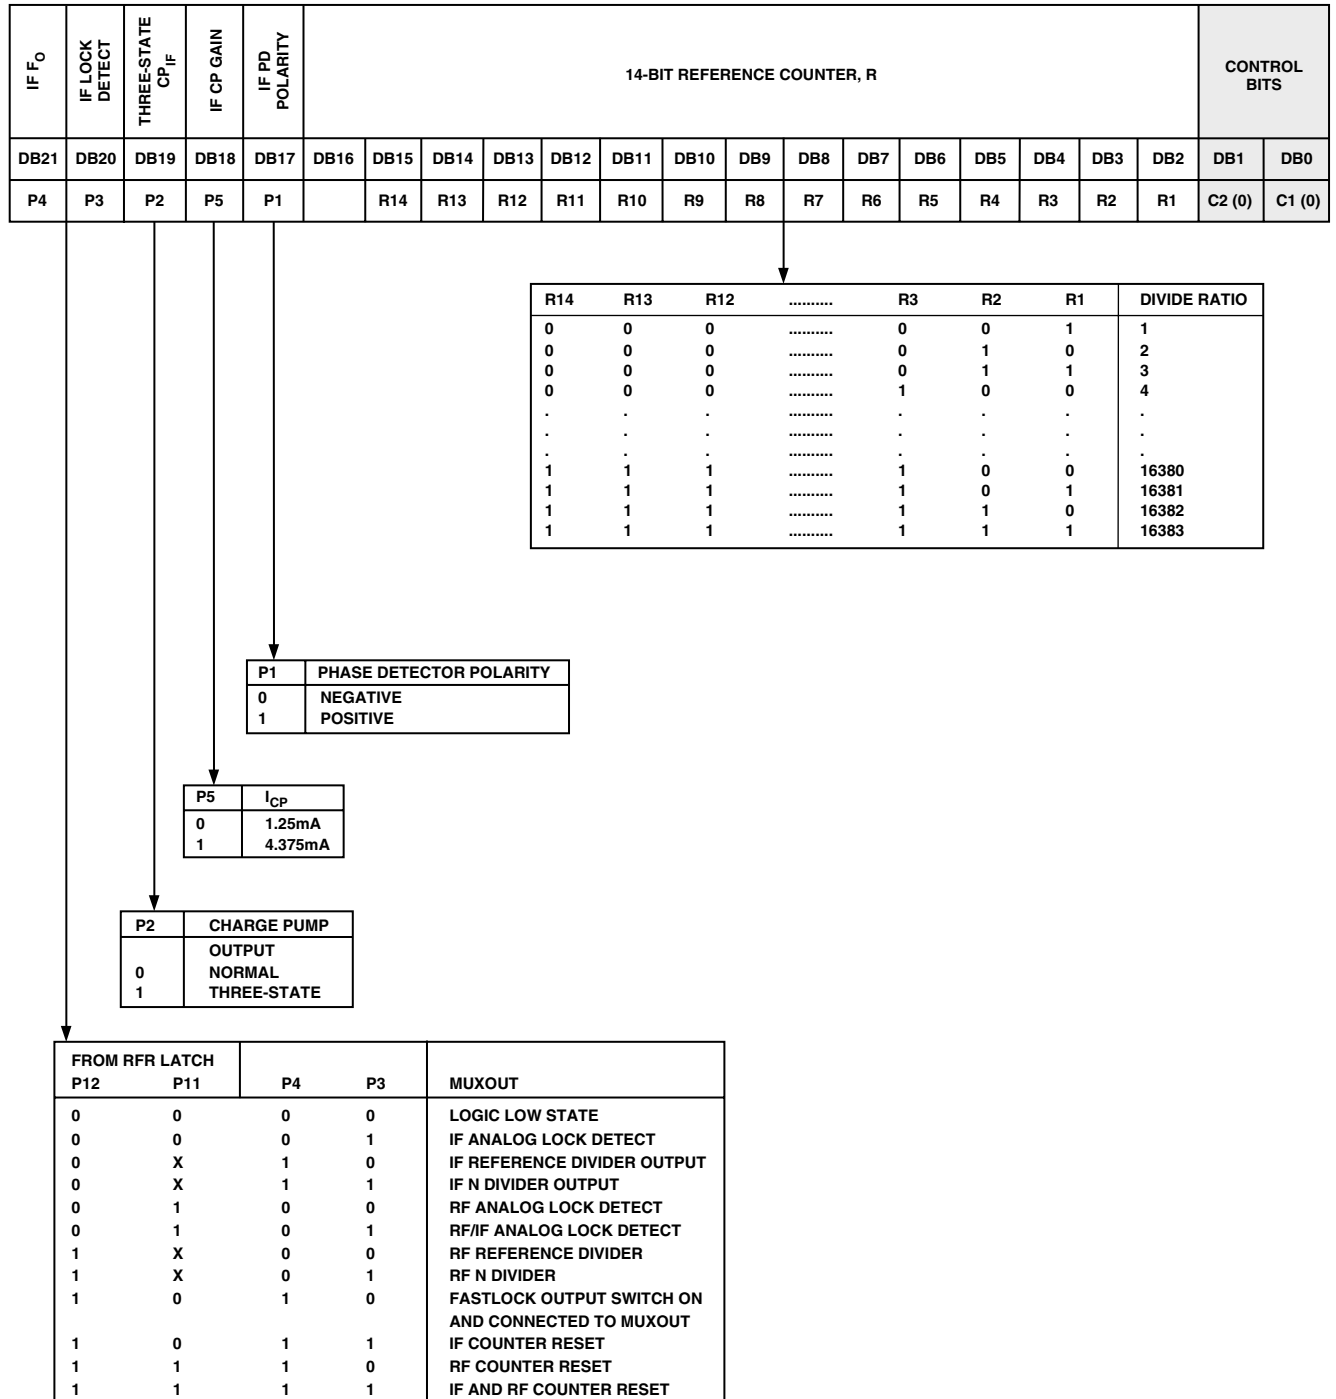 IF FO
IF LOCK DETECT
THREE-STATE CPIF
IF CP GAIN
IF PD POLARITY
14-BIT REFERENCE COUNTER, R
CONTROL BITS
DB21 DB20 DB19 DB18 DB17 DB16 DB15 DB14 DB13 DB12 DB11 DB10 DB9 DB8 DB7 DB6 DB5 DB4 DB3 DB2 DB1 DB0
P4 P3 P2 P5 P1 R14 R13 R12 R11 R10 R9 R8 R7 R6 R5 R4 R3 R2 R1 C2 (0) C1 (0)
R14 R13 R12 .......... R3 R2 R1 DIVIDE RATIO
0 0 0 .......... 0 0 1 1
0 0 0 .......... 0 1 0 2
0 0 0 .......... 0 1 1 3
0 0 0 .......... 1 0 0 4
. . . .......... . . . .
. . . .......... . . . .
. . . .......... . . . .
1 1 1 .......... 1 0 0 16380
1 1 1 .......... 1 0 1 16381
1 1 1 .......... 1 1 0 16382
1 1 1 .......... 1 1 1 16383
P1 PHASE DETECTOR POLARITY
0 NEGATIVE
1 POSITIVE
P5 ICP
0 1.25mA
1 4.375mA
P2 CHARGE PUMP
OUTPUT
0 NORMAL
1 THREE-STATE
FROM RFR LATCH
P12 P11 P4 P3 MUXOUT
0 0 0 0 LOGIC LOW STATE
0 0 0 1 IF ANALOG LOCK DETECT
0 X 1 0 IF REFERENCE DIVIDER OUTPUT
0 X 1 1 IF N DIVIDER OUTPUT
0 1 0 0 RF ANALOG LOCK DETECT
0 1 0 1 RF/IF ANALOG LOCK DETECT
1 X 0 0 RF REFERENCE DIVIDER
1 X 0 1 RF N DIVIDER
1 0 1 0 FASTLOCK OUTPUT SWITCH ON
AND CONNECTED TO MUXOUT
1 0 1 1 IF COUNTER RESET
1 1 1 0 RF COUNTER RESET
1 1 1 1 IF AND RF COUNTER RESET